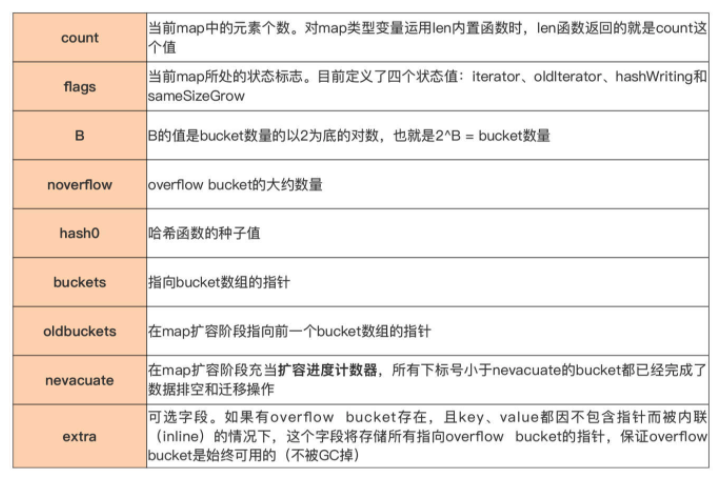 count
当前map中的元素个数。对map类型变量运用len内置函数时，len函数返回的就是count这
个值
flags
当前map所处的状态标志。目前定义了四个状态值：iterator、oldIterator、hashWriting和
sameSizeGrow
B
B的值是bucket数量的以2为底的对数，也就是2^B = bucket数量
noverflow
overflow bucket的大约数量
hash0
哈希函数的种子值
buckets
指向bucket数组的指针
oldbuckets
在map扩容阶段指向前一个bucket数组的指针
nevacuate
在map扩容阶段充当扩容进度计数器，所有下标号小于nevacuate的bucket都已经完成了
数据排空和迁移操作
extra
可选字段。如果有overflow bucket存在，且key、value都因不包含指针而被内联
（inline）的情况下，这个字段将存储所有指向overflow bucket的指针，保证overflow
bucket是始终可用的（不被GC掉）